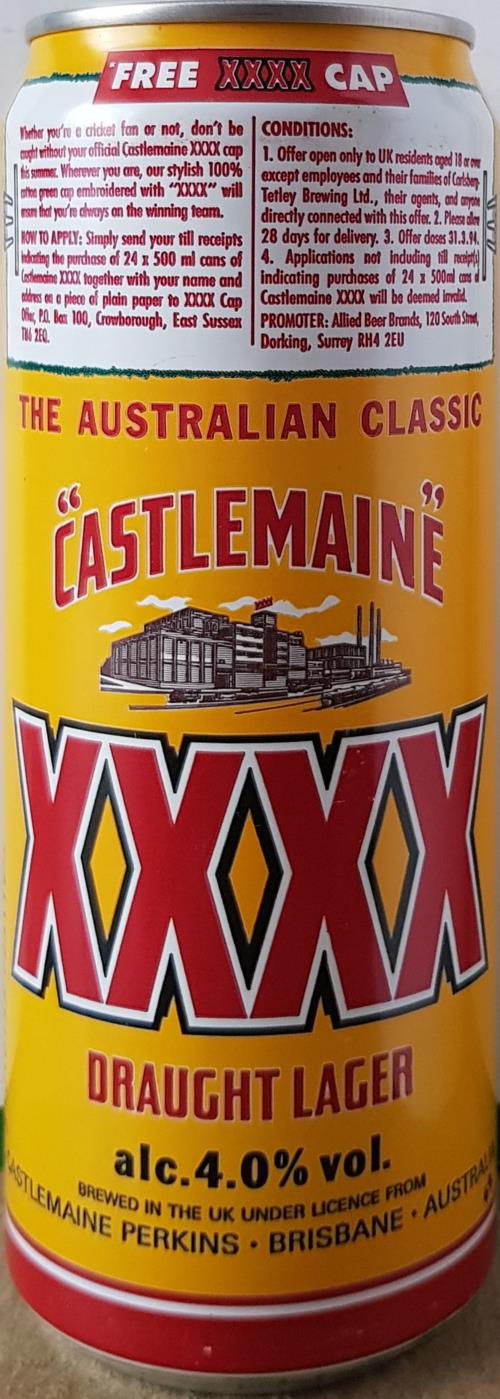 *FREE XXXX CAP
Whether you're a cricket fan or not, don't be
caught without your official Castlemaine XXXX cap
this summer. Wherever you are, our stylish 100%
cotton green cap embroidered with "XXXX" will
ensure that you're always on the winning team.
HOW TO APPLY: Simply send your till receipts
indicating the purchase of 24 x 500 ml cans of
Castlemaine XXXX together with your name and
address on a piece of plain paper to XXXX Cap
Offer, P.O. Box 100, Crowborough, East Sussex
TN6 2EQ.
CONDITIONS:
1. Offer open only to UK residents aged 18 or over
except employees and their families of Carlsberg-
Tetley Brewing Ltd., their agents, and anyone
directly connected with this offer. 2. Please allow
28 days for delivery. 3. Offer closes 31.3.94.
4. Applications not including till receipt(s)
indicating purchases of 24 x 500ml cans of
Castlemaine XXXX will be deemed invalid.
PROMOTER: Allied Beer Brands, 120 South Street,
Dorking, Surrey RH4 2EU
THE AUSTRALIAN CLASSIC
"CASTLEMAINE"
XXXX
XXXX
DRAUGHT LAGER
alc.4.0% vol.
BREWED IN THE UK UNDER LICENCE FROM
CASTLEMAINE PERKINS • BRISBANE • AUSTRALIA